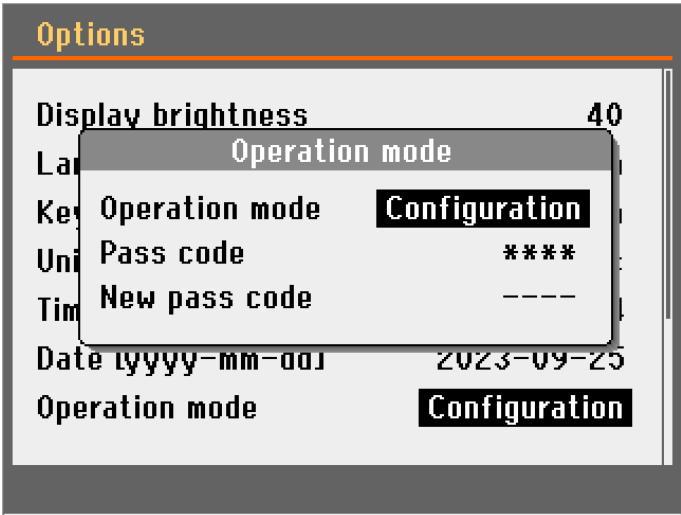 Options
Display brightness 40
Operation mode
Operation mode Configuration
Pass code ****
New pass code ----
Date [yyyy-mm-dd] 2023-09-25
Operation mode Configuration